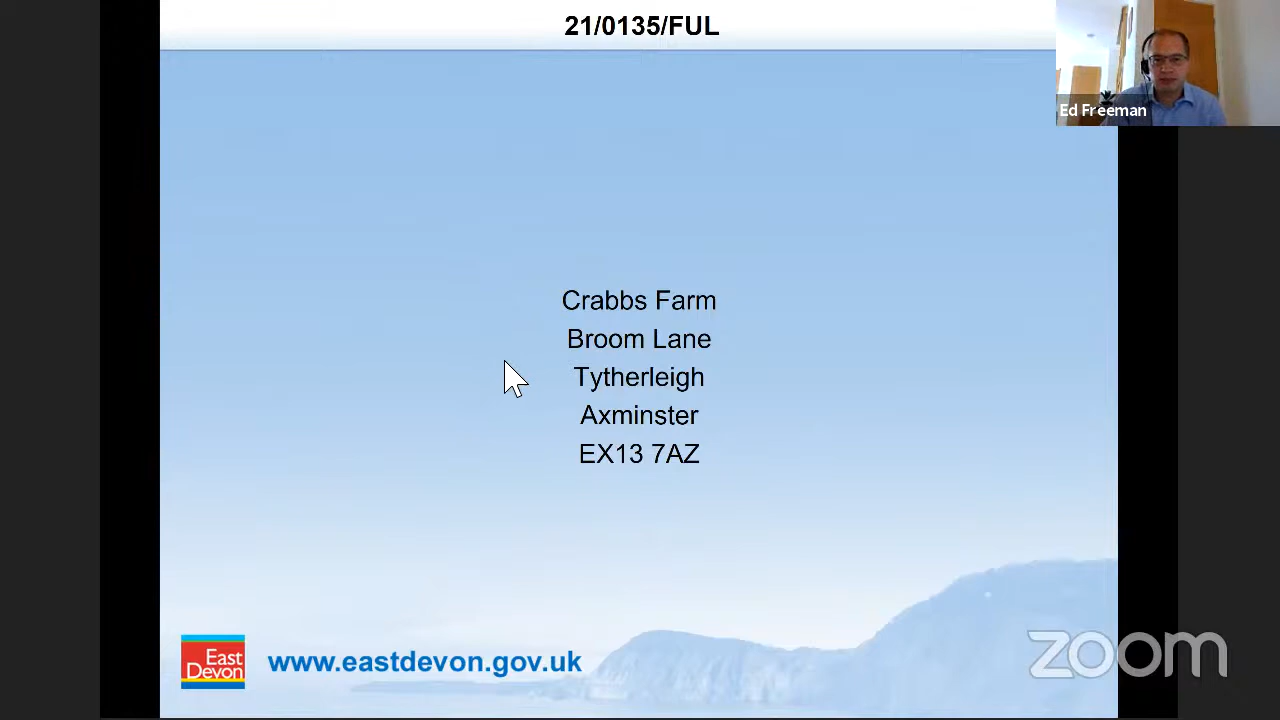 21/0135/FUL
Ed Freeman
Crabbs Farm
Broom Lane
Tytherleigh
Axminster
EX13 7AZ
East
Devon
www.eastdevon.gov.uk
zoom